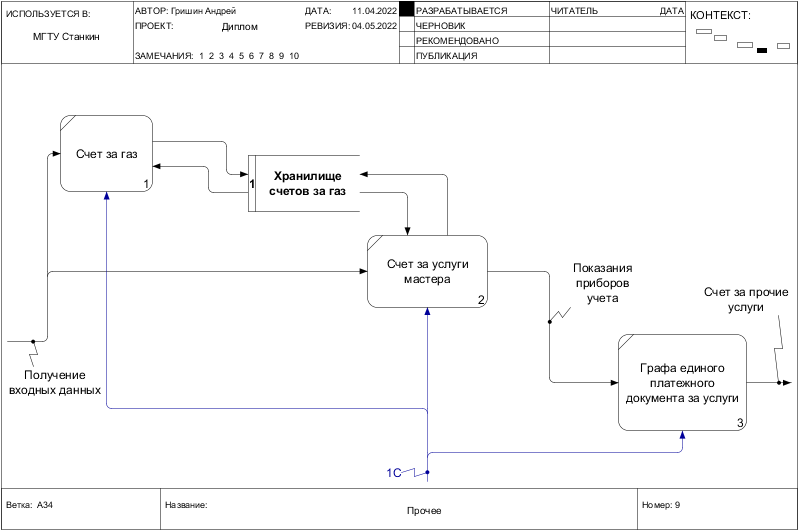 ИСПОЛЬЗУЕТСЯ В:
МГТУ Станкин
АВТОР: Гришин Андрей
ДАТА: 11.04.2022
ПРОЕКТ: Диплом
РЕВИЗИЯ: 04.05.2022
ЗАМЕЧАНИЯ: 1 2 3 4 5 6 7 8 9 10
РАЗРАБАТЫВАЕТСЯ
ЧЕРНОВИК
РЕКОМЕНДОВАНО
ПУБЛИКАЦИЯ
ЧИТАТЕЛЬ ДАТА
КОНТЕКСТ:
Счет за газ
1
1
Хранилище
счетов за газ
Счет за услуги
мастера
2
Показания
приборов
учета
Счет за прочие
услуги
Получение
входных данных
Графа единого
платежного
документа за услуги
3
1С
Ветка: A34
Название:
Прочее
Номер: 9